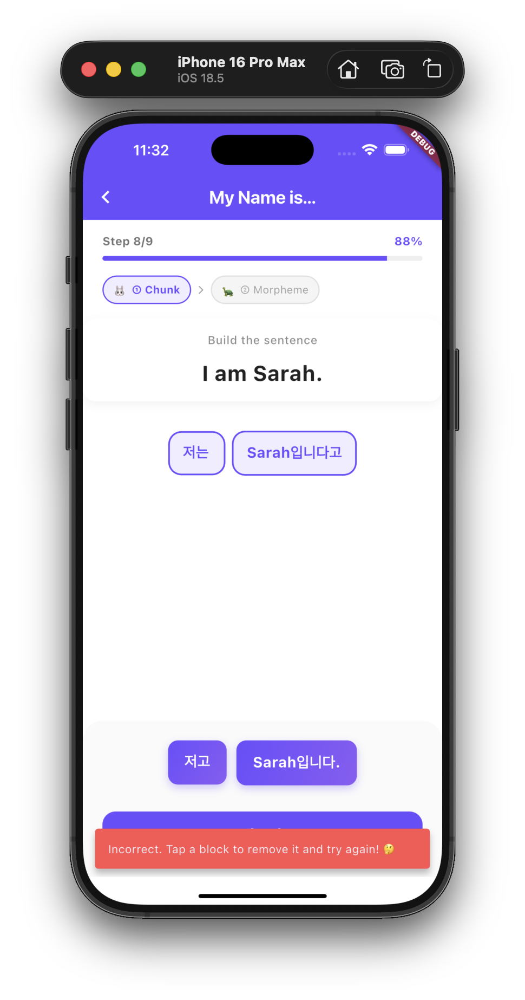 iPhone 16 Pro Max
iOS 18.5
11:32
DEBUG
My Name is...
Step 8/9
88%
① Chunk
② Morpheme
Build the sentence
I am Sarah.
저는
Sarah입니다고
저고
Sarah입니다.
Incorrect. Tap a block to remove it and try again! 🤔